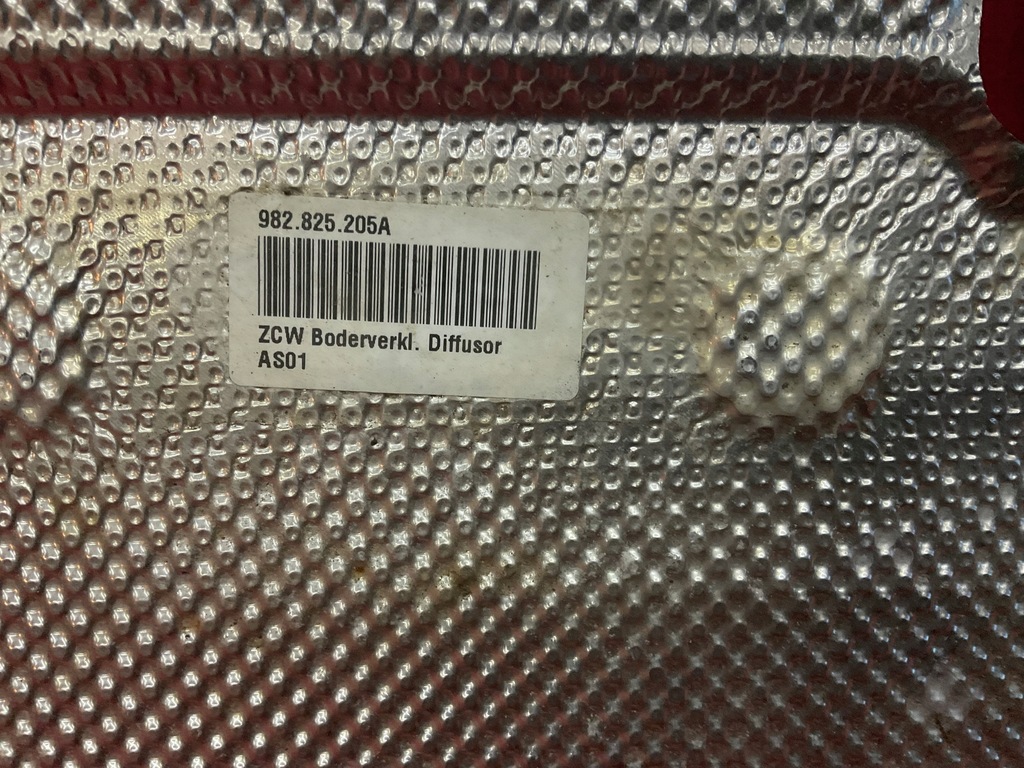 982.825.205A
ZCW Boderverkl. Diffusor
AS01